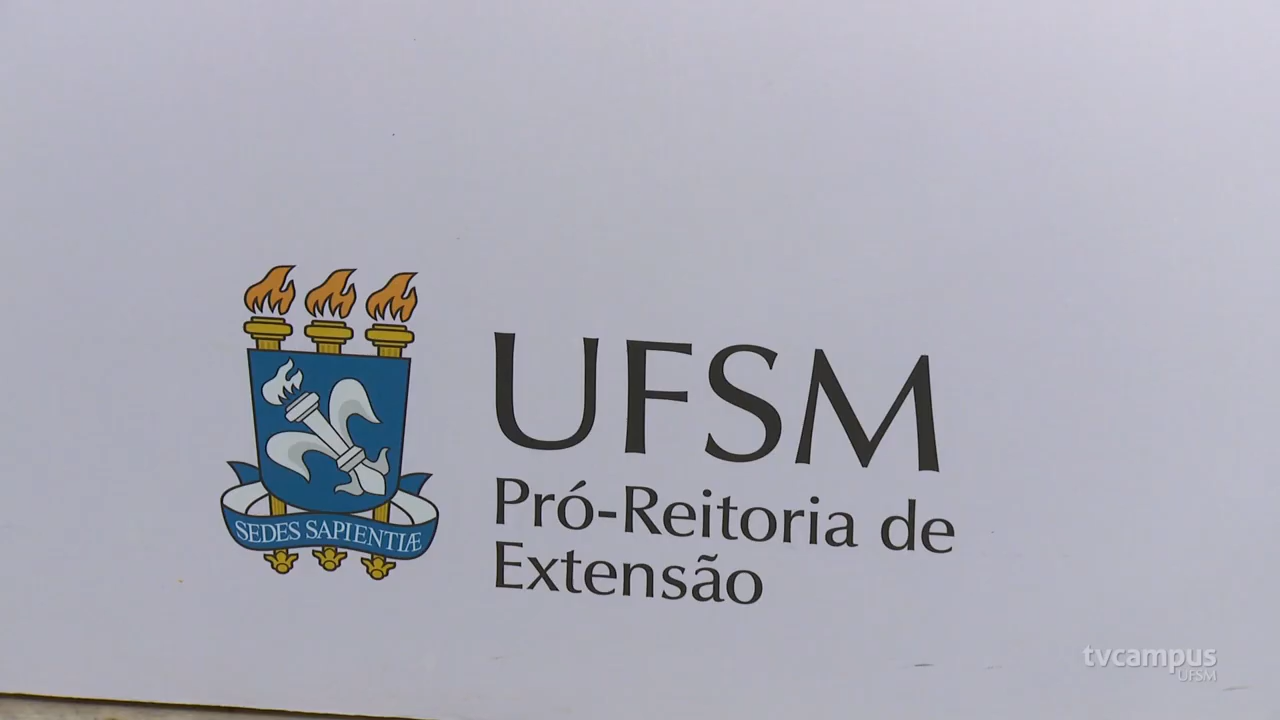 UFSM
Pró-Reitoria de
Extensão
SEDES SAPIENTIÆ
tvcampus
UFSM